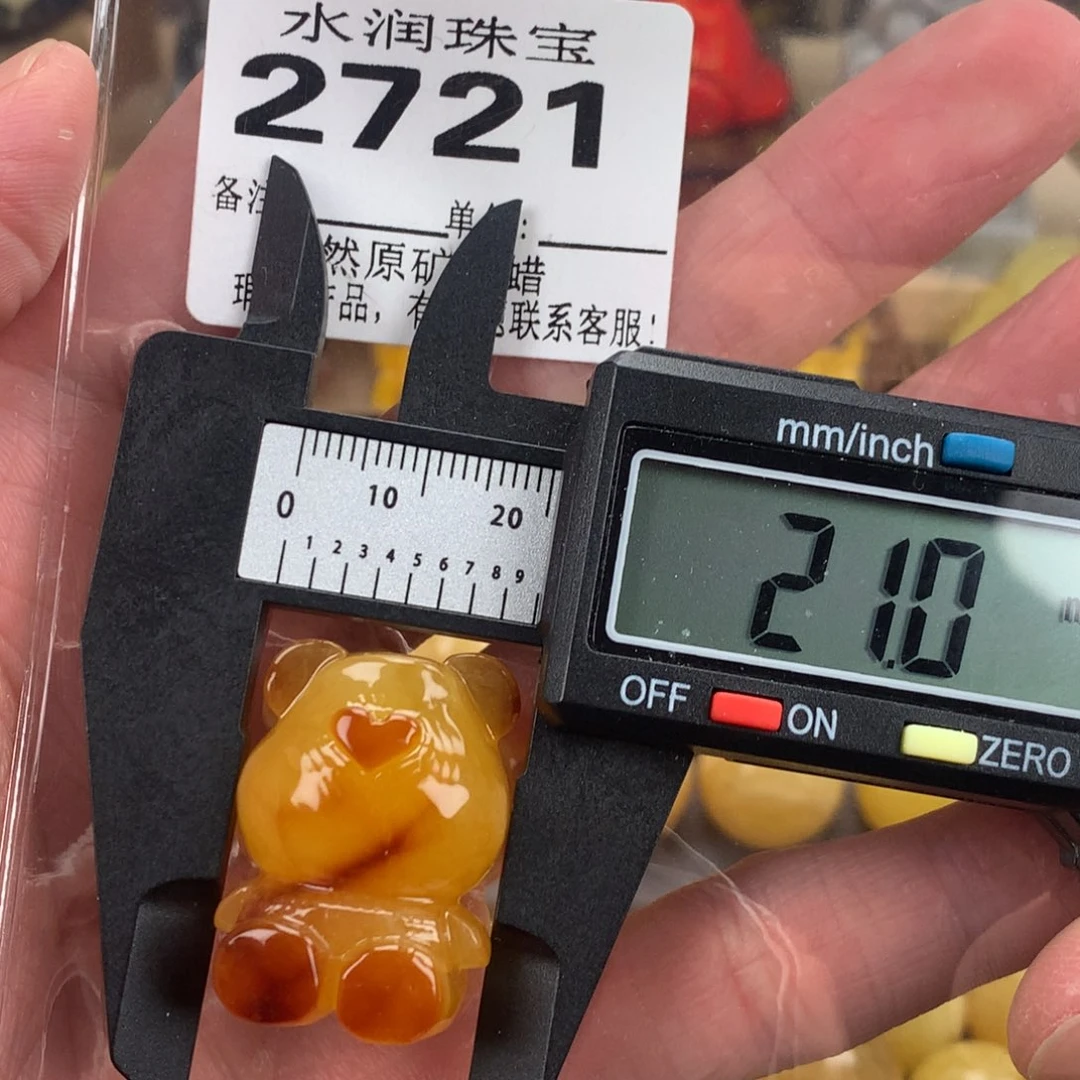 水润珠宝
2721
备注 单
然原矿 蜡
品，有 联系客服！
mm/inch
0 10 20
1 2 3 4 5 6 7 8 9
21.0
OFF ON ZERO